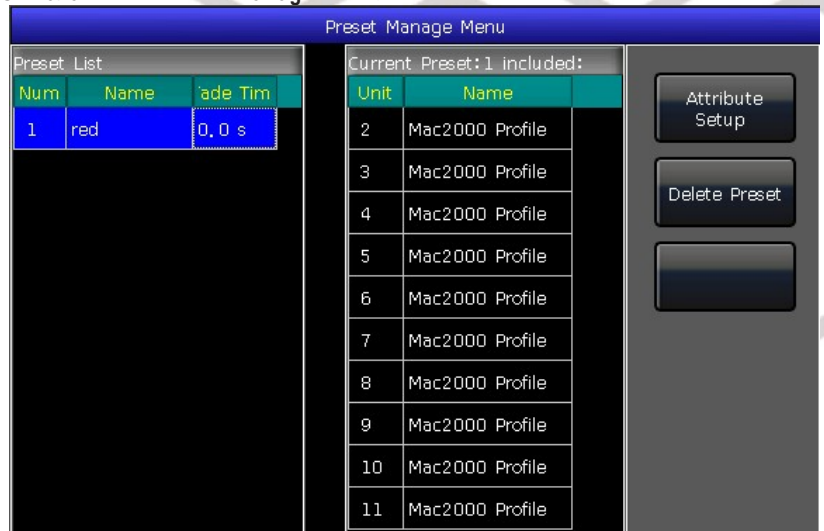 Preset Manage Menu
Preset List
Num Name ade Tim
1 red 0.0 s
Current Preset:1 included:
Unit Name
2 Mac2000 Profile
3 Mac2000 Profile
4 Mac2000 Profile
5 Mac2000 Profile
6 Mac2000 Profile
7 Mac2000 Profile
8 Mac2000 Profile
9 Mac2000 Profile
10 Mac2000 Profile
11 Mac2000 Profile
Attribute
Setup
Delete Preset